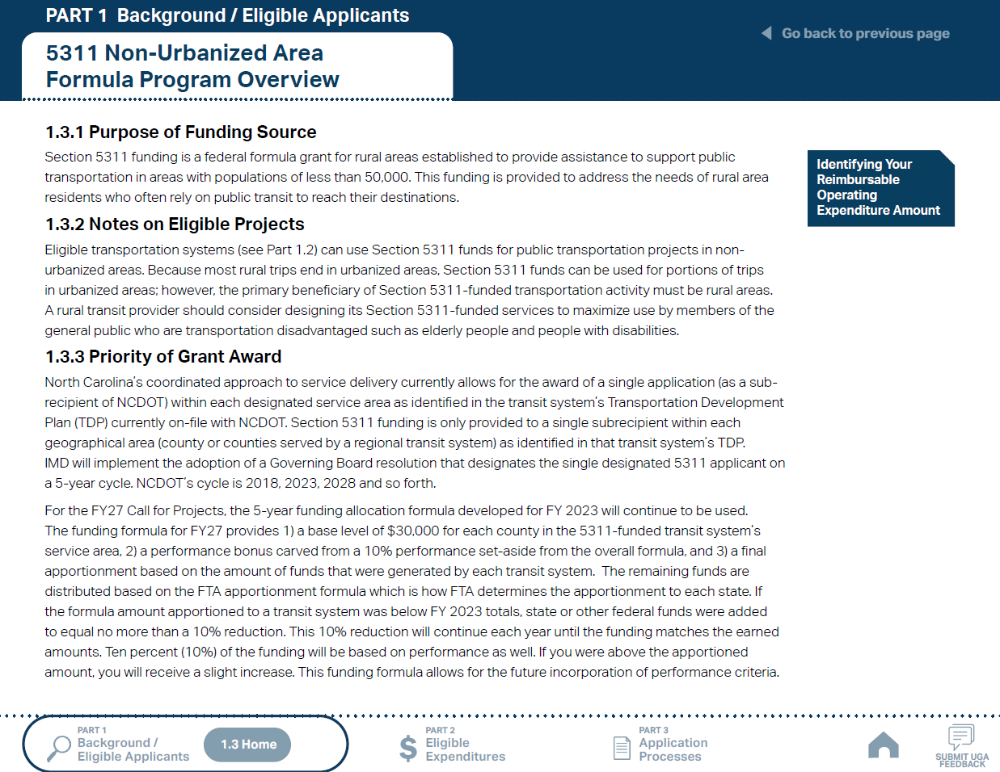 PART 1 Background / Eligible Applicants
Go back to previous page
5311 Non-Urbanized Area
Formula Program Overview
1.3.1 Purpose of Funding Source
Section 5311 funding is a federal formula grant for rural areas established to provide assistance to support public
transportation in areas with populations of less than 50,000. This funding is provided to address the needs of rural area
residents who often rely on public transit to reach their destinations.
Identifying Your
Reimbursable
Operating
Expenditure Amount
1.3.2 Notes on Eligible Projects
Eligible transportation systems (see Part 1.2) can use Section 5311 funds for public transportation projects in non-
urbanized areas. Because most rural trips end in urbanized areas, Section 5311 funds can be used for portions of trips
in urbanized areas; however, the primary beneficiary of Section 5311-funded transportation activity must be rural areas.
A rural transit provider should consider designing its Section 5311-funded services to maximize use by members of the
general public who are transportation disadvantaged such as elderly people and people with disabilities.
1.3.3 Priority of Grant Award
North Carolina's coordinated approach to service delivery currently allows for the award of a single application (as a sub-
recipient of NCDOT) within each designated service area as identified in the transit system's Transportation Development
Plan (TDP) currently on-file with NCDOT. Section 5311 funding is only provided to a single subrecipient within each
geographical area (county or counties served by a regional transit system) as identified in that transit system's TDP.
IMD will implement the adoption of a Governing Board resolution that designates the single designated 5311 applicant on
a 5-year cycle. NCDOT's cycle is 2018, 2023, 2028 and so forth.
For the FY27 Call for Projects, the 5-year funding allocation formula developed for FY 2023 will continue to be used.
The funding formula for FY27 provides 1) a base level of $30,000 for each county in the 5311-funded transit system's
service area, 2) a performance bonus carved from a 10% performance set-aside from the overall formula, and 3) a final
apportionment based on the amount of funds that were generated by each transit system. The remaining funds are
distributed based on the FTA apportionment formula which is how FTA determines the apportionment to each state. If
the formula amount apportioned to a transit system was below FY 2023 totals, state or other federal funds were added
to equal no more than a 10% reduction. This 10% reduction will continue each year until the funding matches the earned
amounts. Ten percent (10%) of the funding will be based on performance as well. If you were above the apportioned
amount, you will receive a slight increase. This funding formula allows for the future incorporation of performance criteria.
PART 1
Background /
Eligible Applicants
1.3 Home
PART 2
Eligible
Expenditures
PART 3
Application
Processes
SUBMIT UGA
FEEDBACK